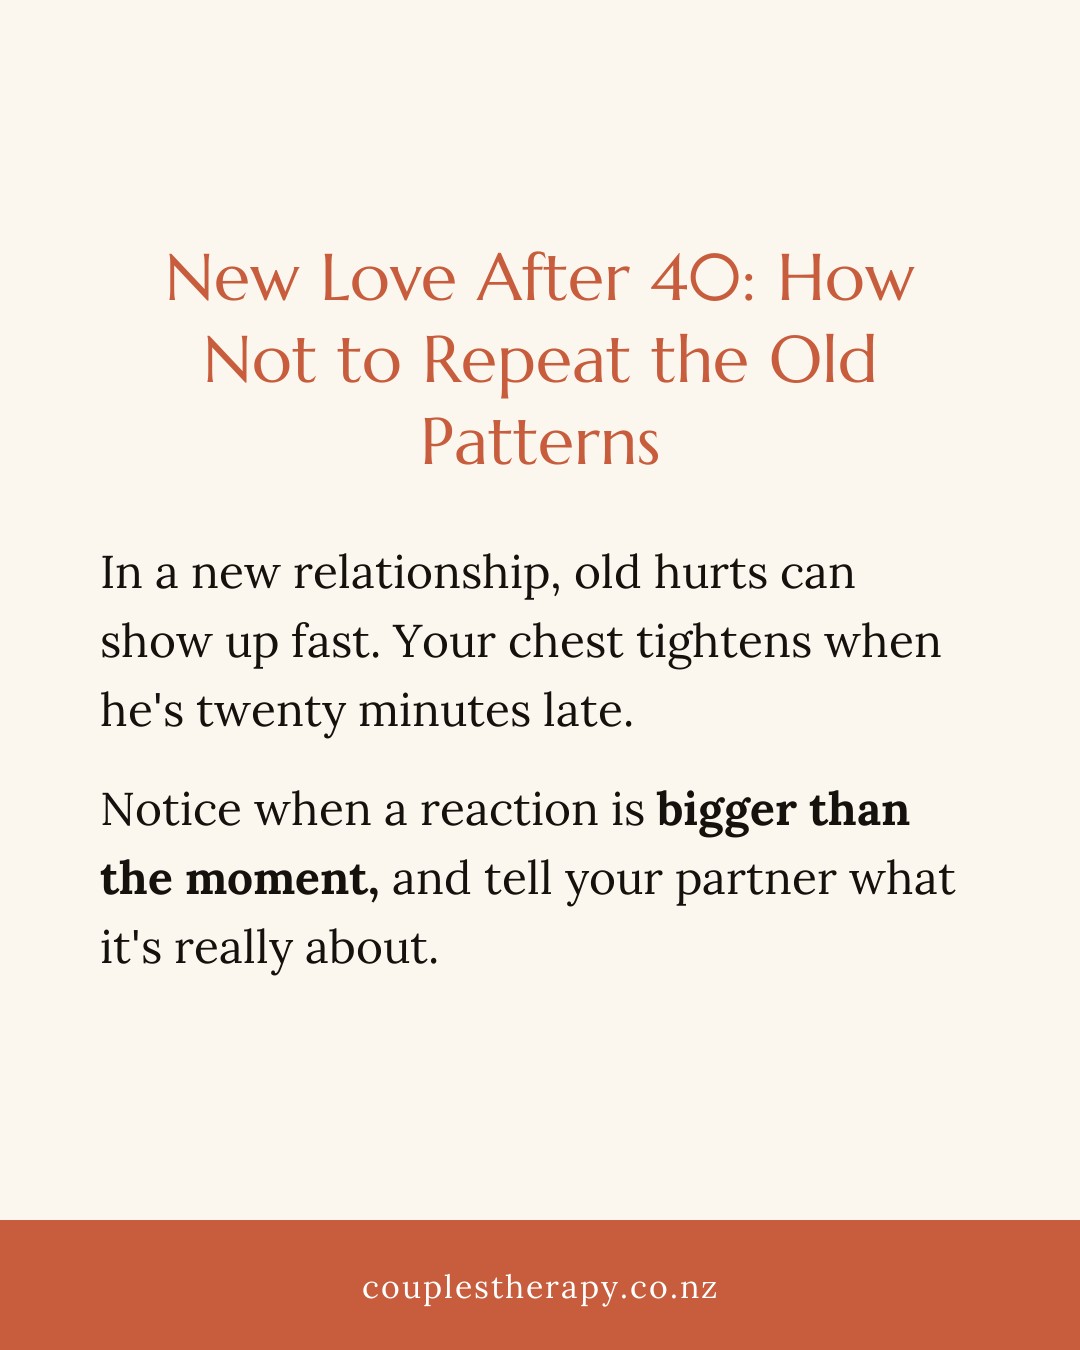 New Love After 40: How
Not to Repeat the Old
Patterns
In a new relationship, old hurts can
show up fast. Your chest tightens when
he's twenty minutes late.
Notice when a reaction is bigger than
the moment, and tell your partner what
it's really about.
couplestherapy.co.nz